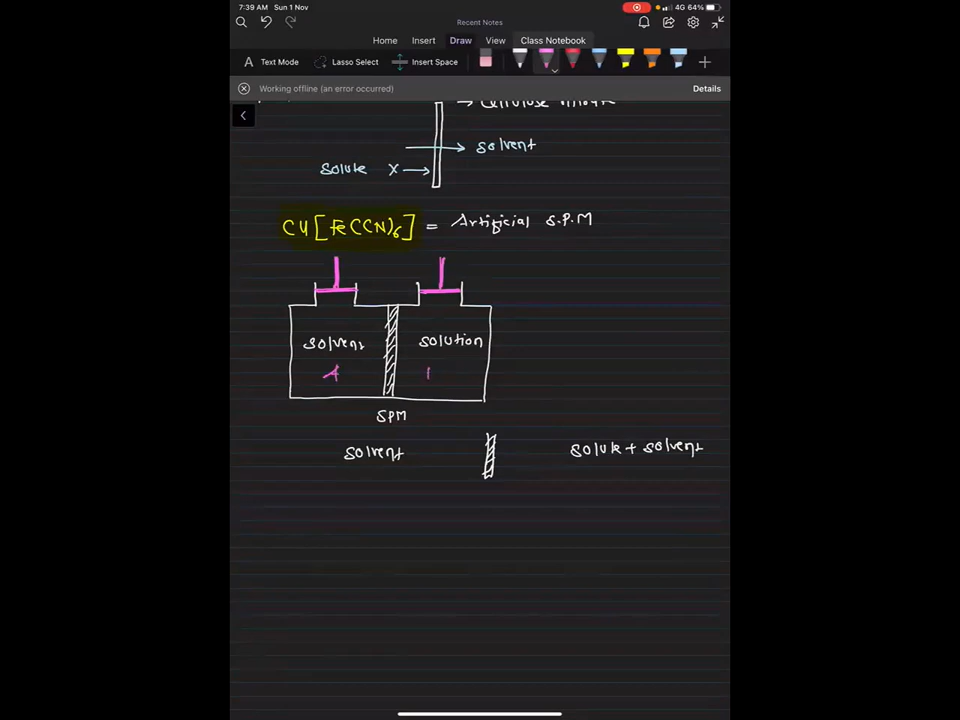 7:39 AM Sun 1 Nov
4G 64%
Recent Notes
Home Insert Draw View Class Notebook
Text Mode Lasso Select Insert Space
Working offline (an error occurred) Details
→ Cellulose
→ solvent
Solute X →
CU[Fe(CN)6] = Artificial S.P.M
solvent solution
A
SPM
solvent solute + solvent